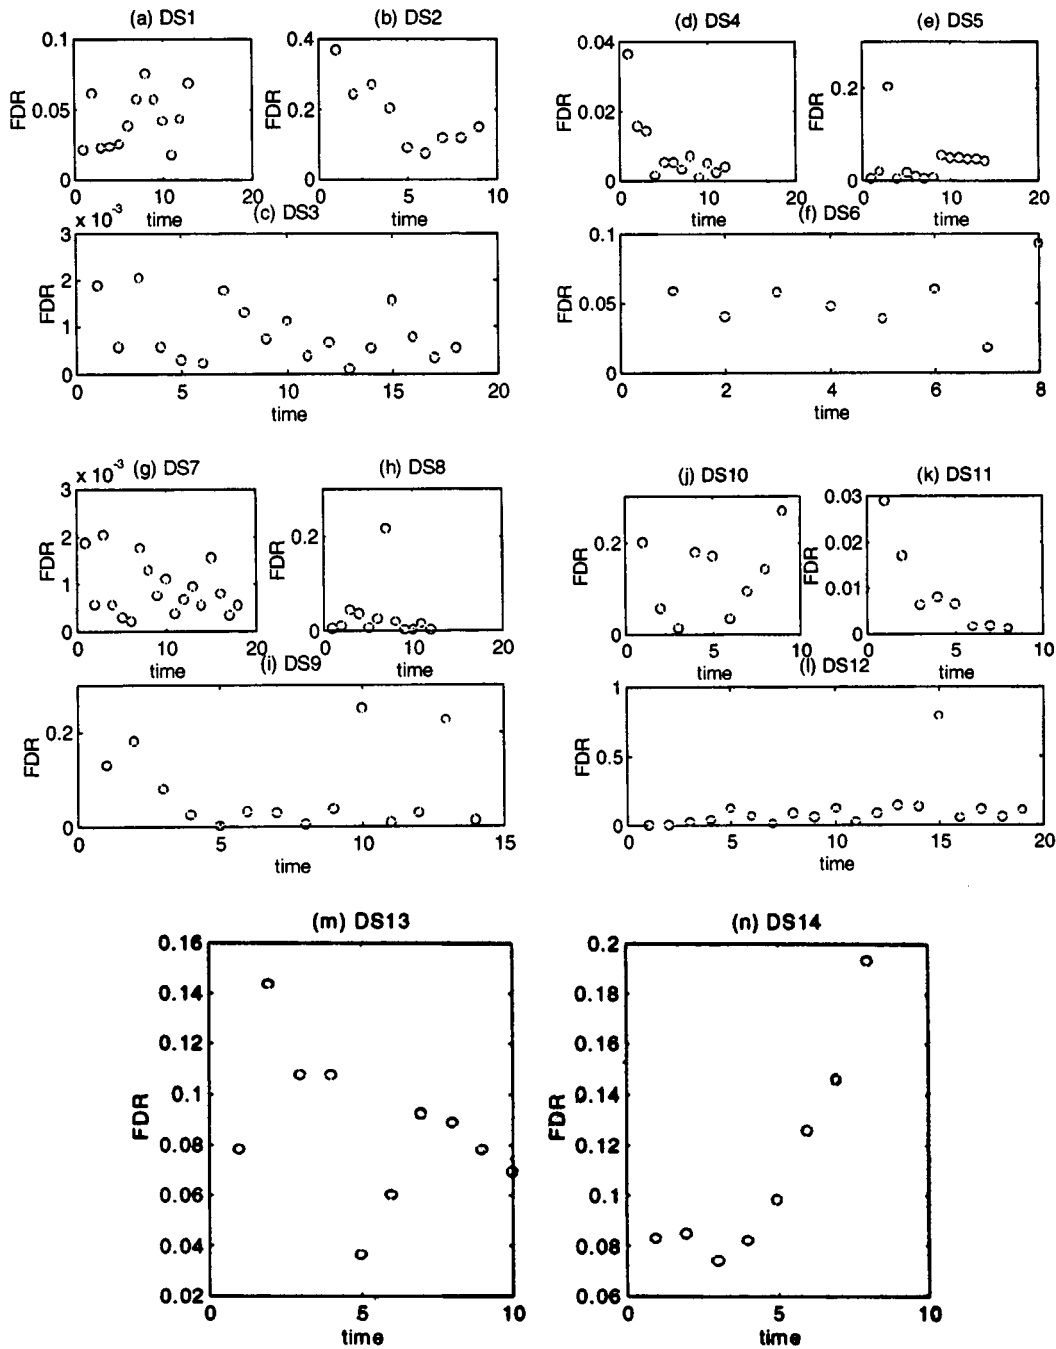 (a) DS1
0.1
0.05
0
FDR
0
10
20
time
(b) DS2
0.4
0.2
0
FDR
0
5
10
time
(d) DS4
0.04
0.02
0
FDR
0
10
20
time
(e) DS5
0.2
0
FDR
0
10
20
time
x 10-3
(c) DS3
3
2
1
0
FDR
0
5
10
15
20
time
(f) DS6
0.1
0.05
0
FDR
0
2
4
6
8
time
x 10-3
(g) DS7
3
2
1
0
FDR
0
10
20
time
(h) DS8
0.2
0
FDR
0
10
20
time
(j) DS10
0.2
0
FDR
0
5
10
time
(k) DS11
0.03
0.02
0.01
0
FDR
0
5
10
time
(i) DS9
0.2
0
FDR
0
5
10
15
time
(l) DS12
1
0.5
0
FDR
0
5
10
15
20
time
(m) DS13
0.16
0.14
0.12
0.1
0.08
0.06
0.04
0.02
FDR
0
5
10
time
(n) DS14
0.2
0.18
0.16
0.14
0.12
0.1
0.08
0.06
FDR
0
5
10
time